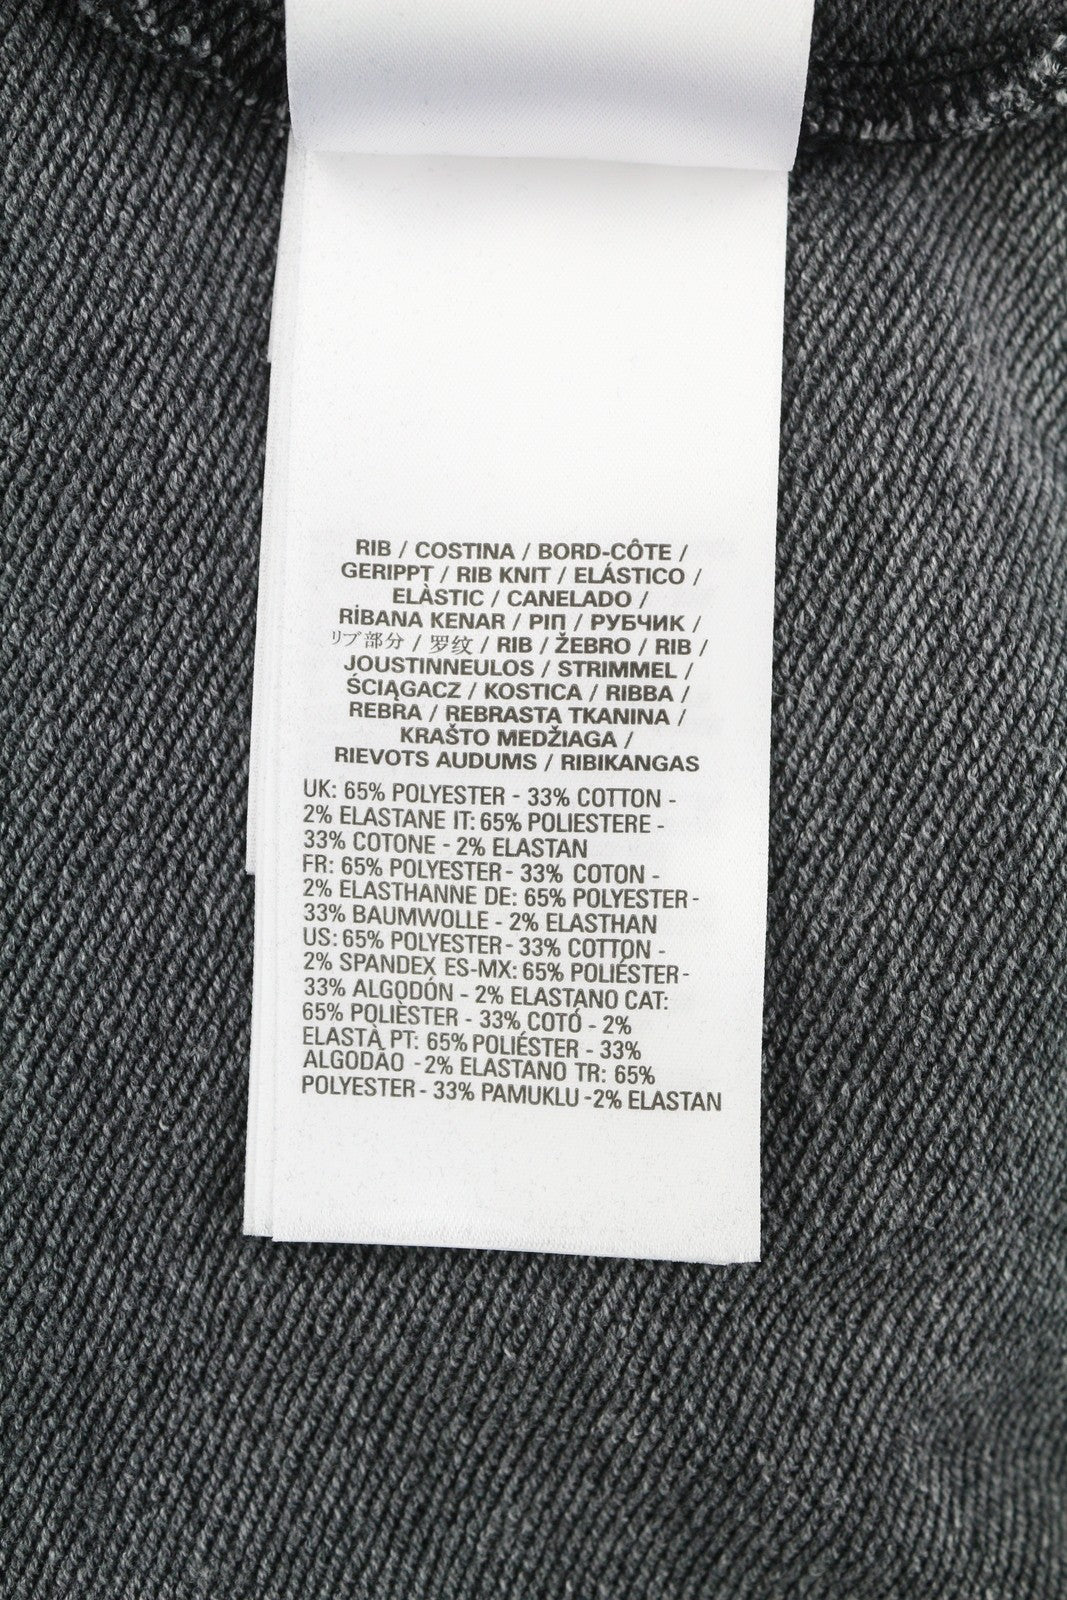 RIB / COSTINA / BORD-CÔTE /
GERIPPT / RIB KNIT / ELÁSTICO /
ELÀSTIC / CANELADO /
RİBANA KENAR / РІП / РУБЧИК /
リブ部分 / 罗纹 / RIB / ŽEBRO / RIB /
JOUSTINNEULOS / STRIMMEL /
ŚCIĄGACZ / KOSTICA / RIBBA /
REBRA / REBRASTA TKANINA /
KRAŠTO MEDŽIAGA /
RIEVOTS AUDUMS / RIBIKANGAS
UK: 65% POLYESTER - 33% COTTON -
2% ELASTANE IT: 65% POLIESTERE -
33% COTONE - 2% ELASTAN
FR: 65% POLYESTER - 33% COTON -
2% ELASTHANNE DE: 65% POLYESTER -
33% BAUMWOLLE - 2% ELASTHAN
US: 65% POLYESTER - 33% COTTON -
2% SPANDEX ES-MX: 65% POLIÉSTER -
33% ALGODÓN - 2% ELASTANO CAT:
65% POLIÈSTER - 33% COTÓ - 2%
ELASTÀ PT: 65% POLIÉSTER - 33%
ALGODÃO - 2% ELASTANO TR: 65%
POLYESTER - 33% PAMUKLU -2% ELASTAN